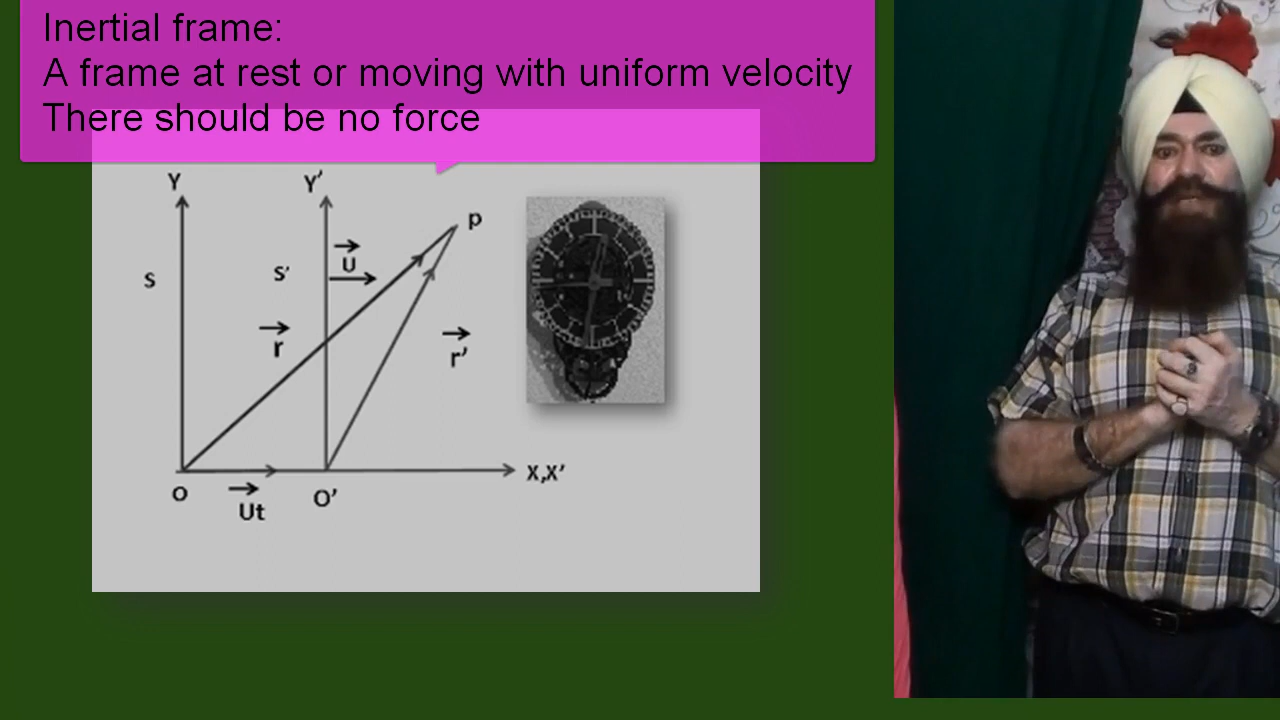 Inertial frame:
A frame at rest or moving with uniform velocity
There should be no force
Y Y'
P
S S' U
r r'
O O' X,X'
Ut